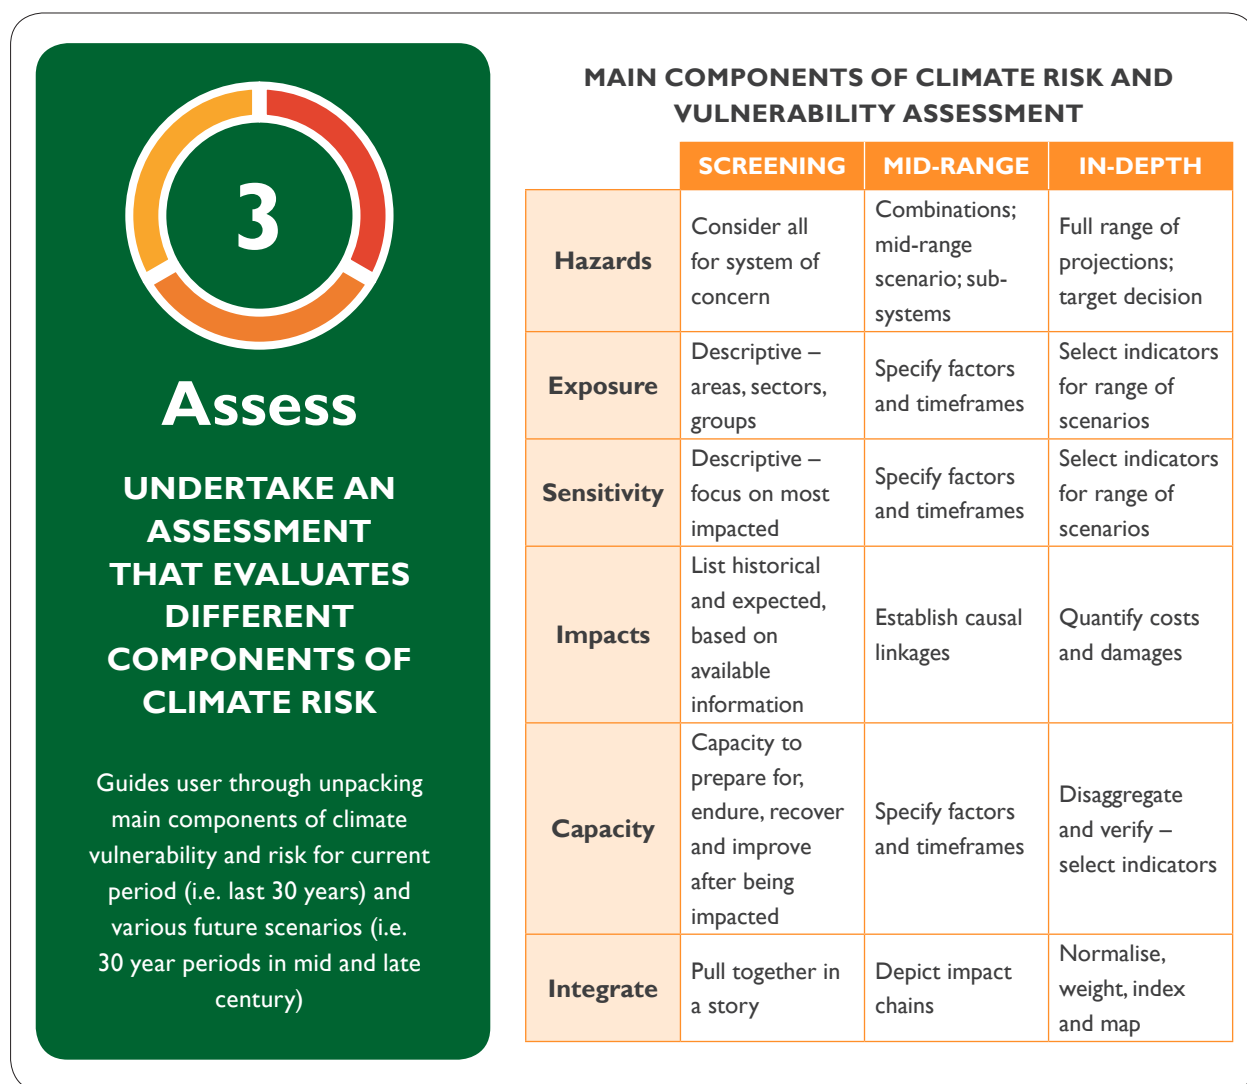 3
Assess
UNDERTAKE AN
ASSESSMENT
THAT EVALUATES
DIFFERENT
COMPONENTS OF
CLIMATE RISK
Guides user through unpacking
main components of climate
vulnerability and risk for current
period (i.e. last 30 years) and
various future scenarios (i.e.
30 year periods in mid and late
century)
MAIN COMPONENTS OF CLIMATE RISK AND
VULNERABILITY ASSESSMENT
SCREENING
MID-RANGE
IN-DEPTH
Hazards
Consider all
for system of
concern
Combinations;
mid-range
scenario; sub-
systems
Full range of
projections;
target decision
Exposure
Descriptive –
areas, sectors,
groups
Specify factors
and timeframes
Select indicators
for range of
scenarios
Sensitivity
Descriptive –
focus on most
impacted
Specify factors
and timeframes
Select indicators
for range of
scenarios
Impacts
List historical
and expected,
based on
available
information
Establish causal
linkages
Quantify costs
and damages
Capacity
Capacity to
prepare for,
endure, recover
and improve
after being
impacted
Specify factors
and timeframes
Disaggregate
and verify –
select indicators
Integrate
Pull together in
a story
Depict impact
chains
Normalise,
weight, index
and map